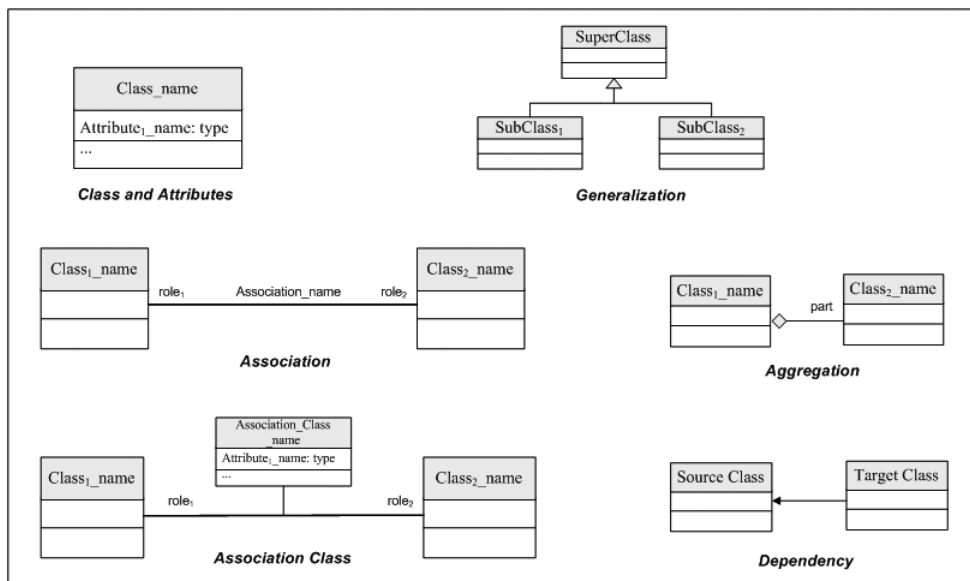 Class_name
Attribute₁_name: type
...
Class and Attributes
SuperClass
SubClass₁
SubClass₂
Generalization
Class₁_name
role₁
Association_name
role₂
Class₂_name
Association
Class₁_name
part
Class₂_name
Aggregation
Association_Class
_name
Attribute₁_name: type
...
Class₁_name
role₁
role₂
Class₂_name
Association Class
Source Class
Target Class
Dependency